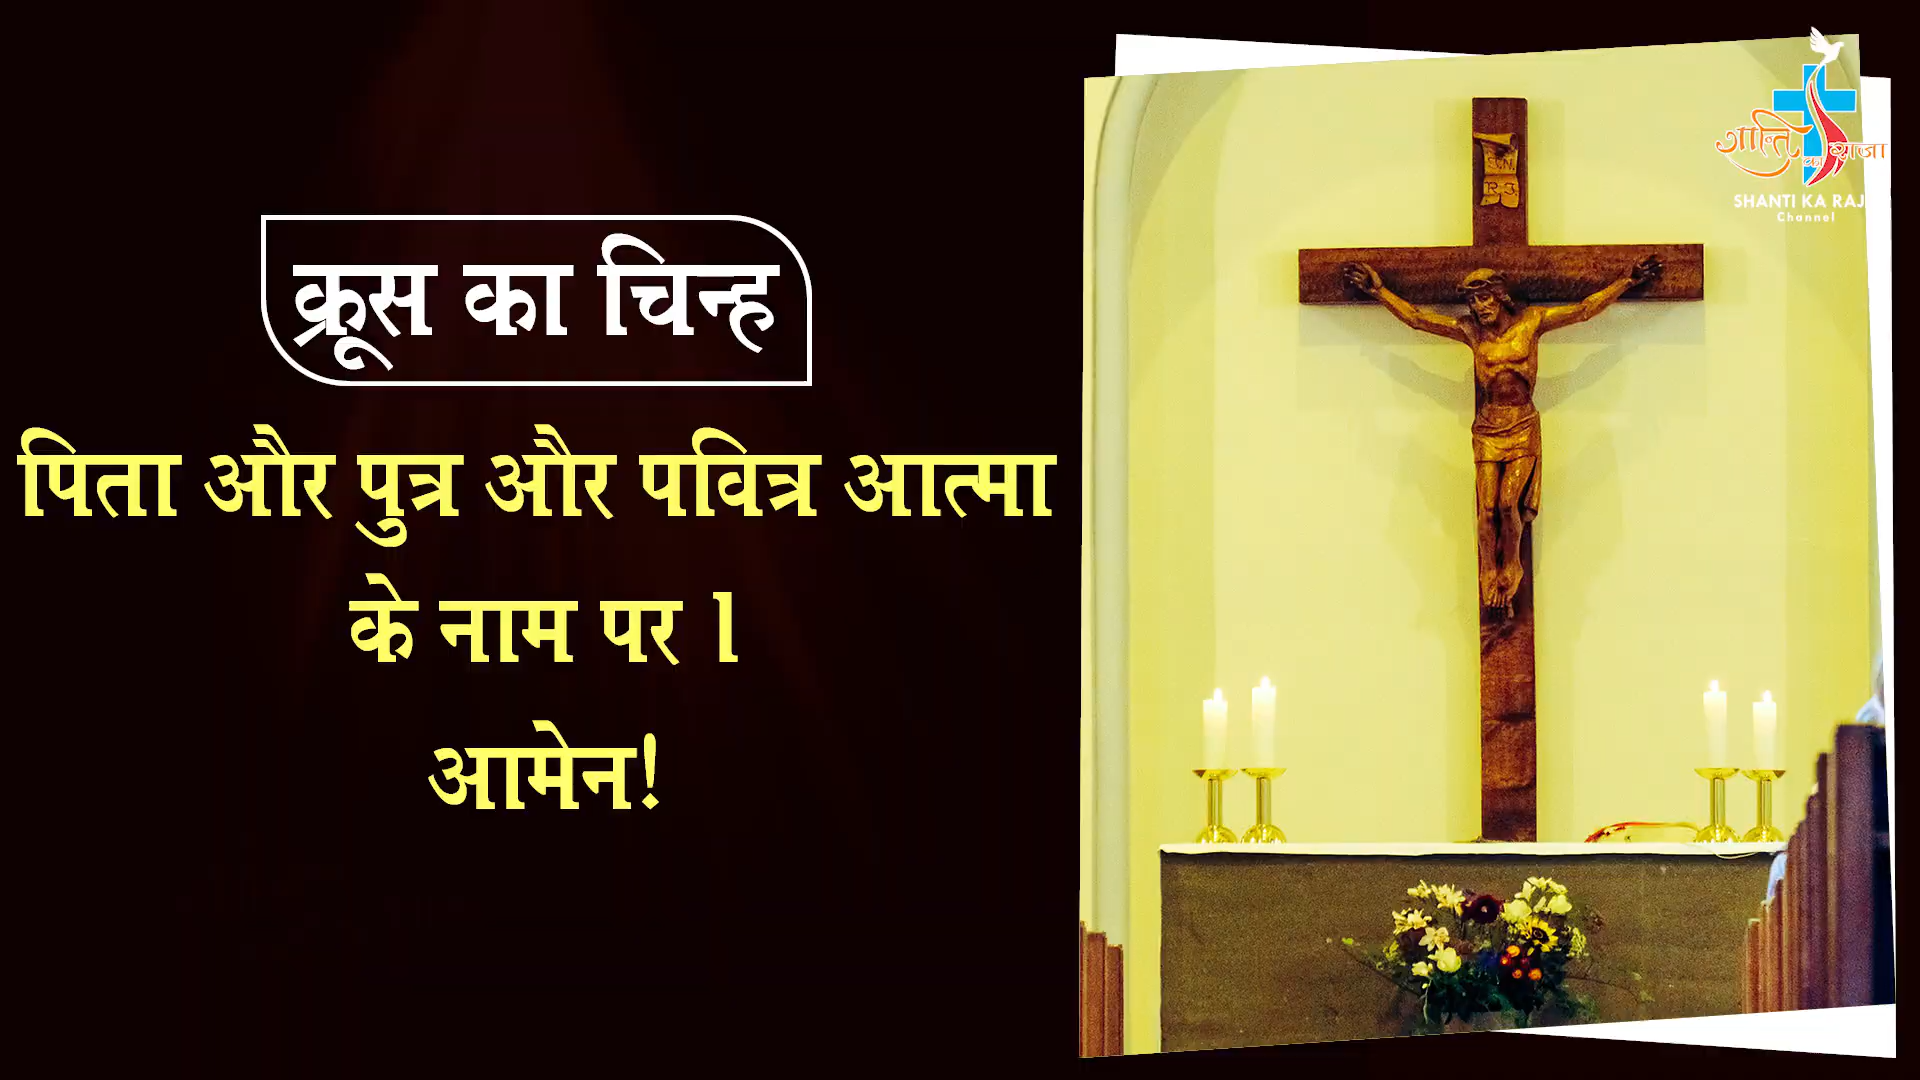 क्रूस का चिन्ह
पिता और पुत्र और पवित्र आत्मा
के नाम पर l
आमेन!
शान्ति का राजा
SHANTI KA RAJ
Channel